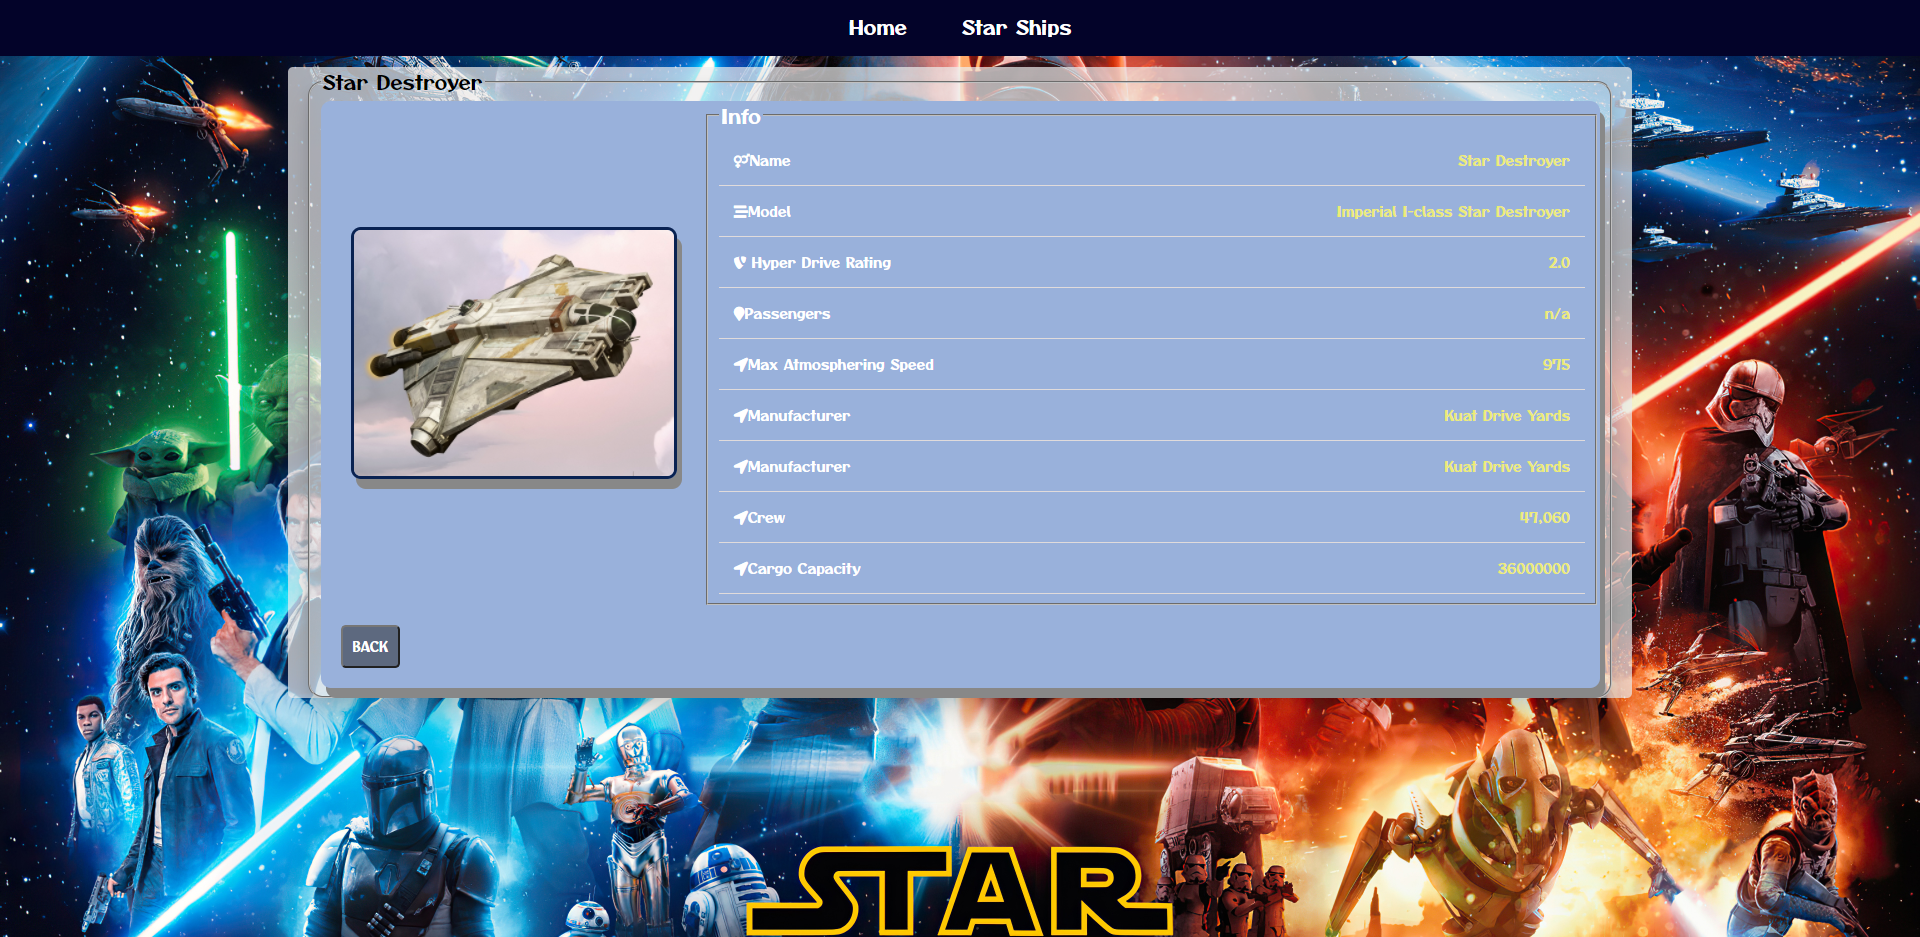 Home Star Ships
Star Destroyer
Info
Name Star Destroyer
Model Imperial I-class Star Destroyer
Hyper Drive Rating 2.0
Passengers n/a
Max Atmosphering Speed 975
Manufacturer Kuat Drive Yards
Manufacturer Kuat Drive Yards
Crew 47,060
Cargo Capacity 36000000
BACK
STAR